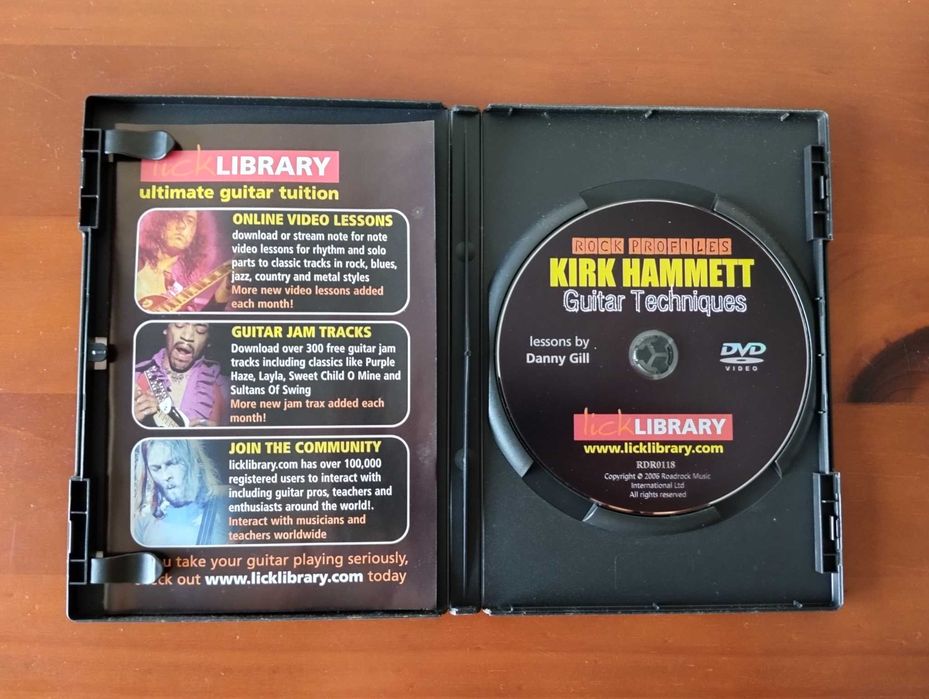 lick LIBRARY
ultimate guitar tuition
ONLINE VIDEO LESSONS
download or stream note for note
video lessons for rhythm and solo
parts to classic tracks in rock, blues,
jazz, country and metal styles
More new video lessons added
each month!
GUITAR JAM TRACKS
Download over 300 free guitar jam
tracks including classics like Purple
Haze, Layla, Sweet Child O Mine and
Sultans Of Swing
More new jam trax added each
month!
JOIN THE COMMUNITY
licklibrary.com has over 100,000
registered users to interact with
including guitar pros, teachers and
enthusiasts around the world!.
Interact with musicians and
teachers worldwide
take your guitar playing seriously,
out www.licklibrary.com today
ROCK PROFILES
KIRK HAMMETT
Guitar Techniques
lessons by
Danny Gill
DVD
VIDEO
lick LIBRARY
www.licklibrary.com
RDR0118
Copyright © 2006 Roadrock Music
International Ltd
All rights reserved